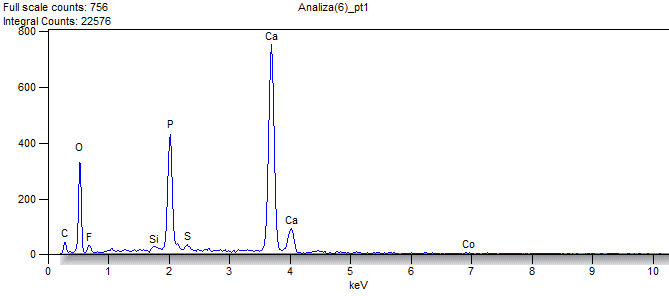 Full scale counts: 756
Analiza(6)_pt1
Integral Counts: 22576
800
Ca
600
P
400
O
200
Ca
C
F
Si
S
Co
0
0 1 2 3 4 5 6 7 8 9 10
keV